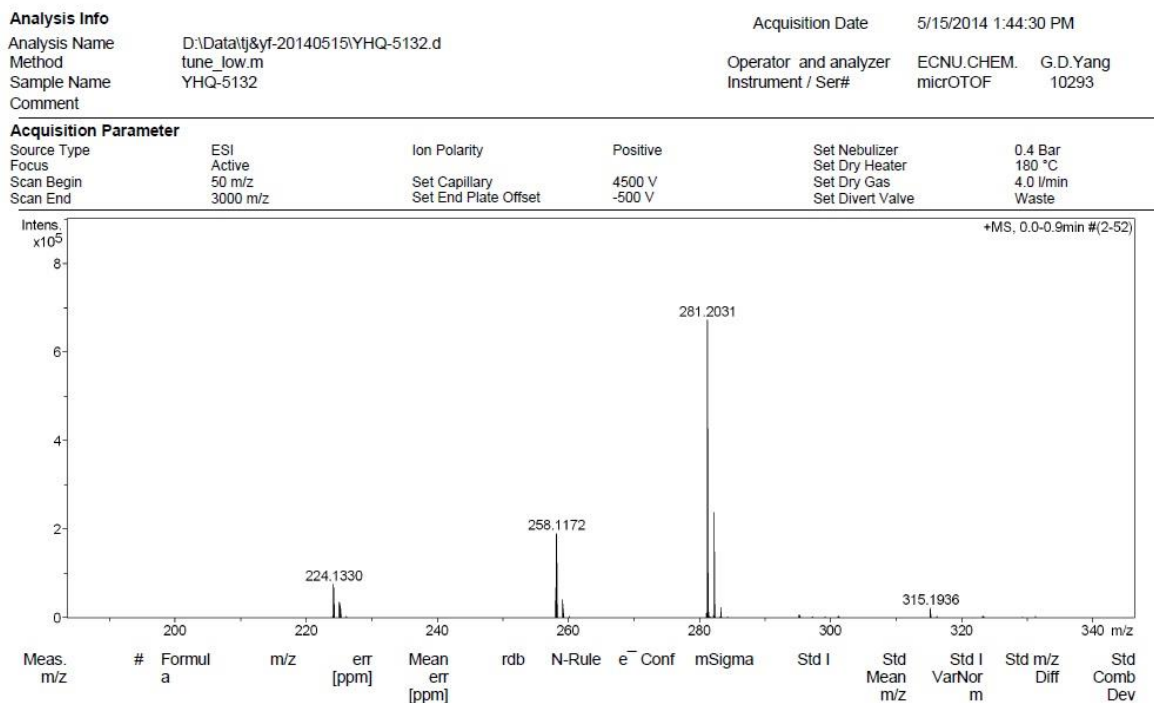 Analysis Info
Acquisition Date 5/15/2014 1:44:30 PM
Analysis Name D:\Data\tj&yf-20140515\YHQ-5132.d
Method tune_low.m Operator and analyzer ECNU.CHEM. G.D.Yang
Sample Name YHQ-5132 Instrument / Ser# micrOTOF 10293
Comment
Acquisition Parameter
Source Type ESI Ion Polarity Positive Set Nebulizer 0.4 Bar
Focus Active Set Dry Heater 180 °C
Scan Begin 50 m/z Set Capillary 4500 V Set Dry Gas 4.0 l/min
Scan End 3000 m/z Set End Plate Offset -500 V Set Divert Valve Waste
Intens. +MS, 0.0-0.9min #(2-52)
x10⁵
8
281.2031
6
4
258.1172
2
224.1330
315.1936
0
200 220 240 260 280 300 320 340 m/z
Meas. # Formul m/z err Mean rdb N-Rule e⁻ Conf mSigma Std I Std Std I Std m/z Std
m/z a [ppm] err Mean VarNor Diff Comb
[ppm] m/z m Dev